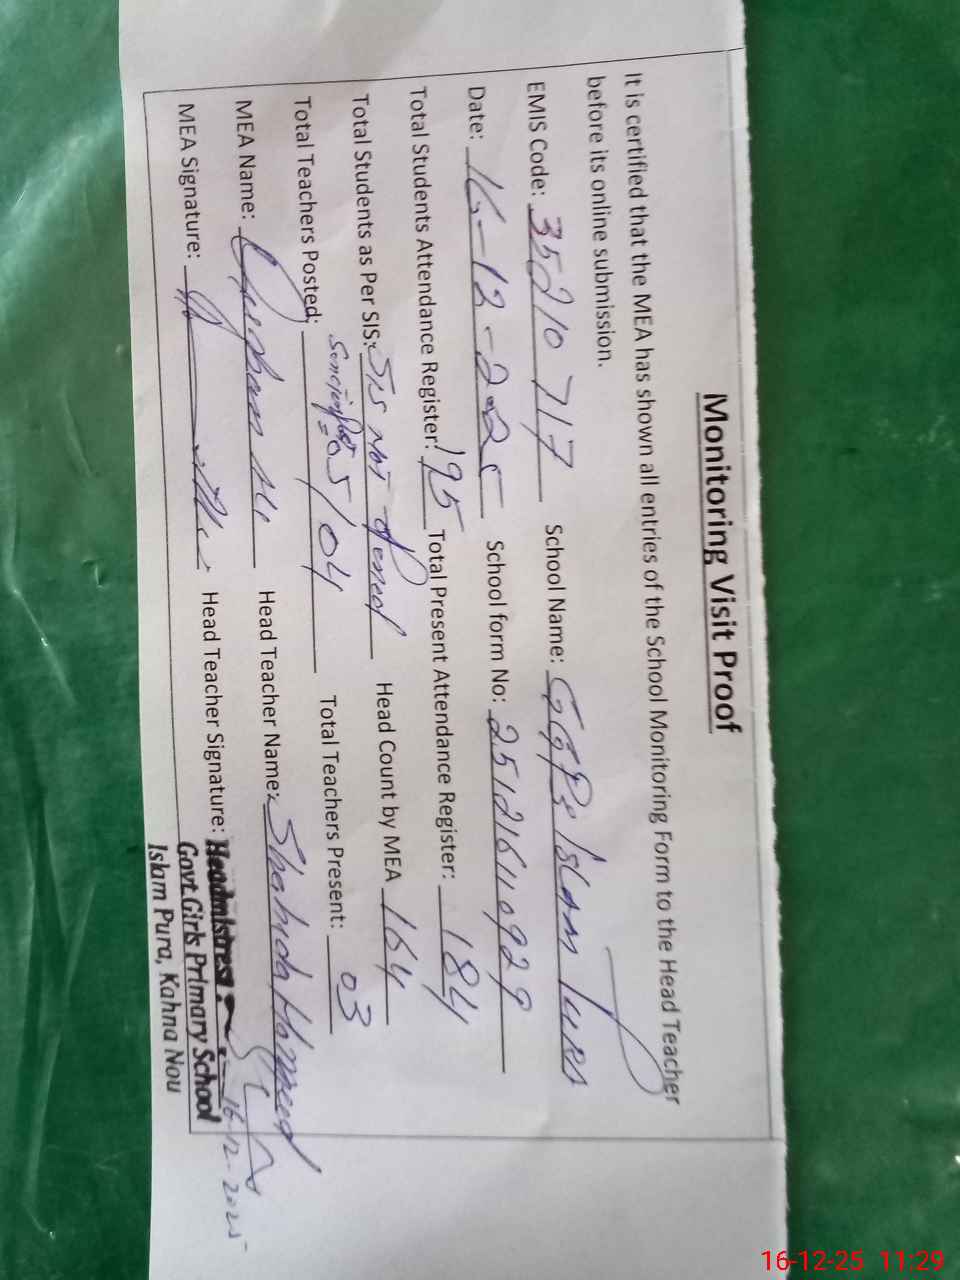 Monitoring Visit Proof
It is certified that the MEA has shown all entries of the School Monitoring Form to the Head Teacher
before its online submission.
EMIS Code: 35210 717 School Name: GGPS Islam Pura
Date: 16-12-2025 School form No: 251216110929
Total Students Attendance Register: 195 Total Present Attendance Register: 184
Total Students as Per SIS: SIS not opened Head Count by MEA 164
Total Teachers Posted: = 05/04 Total Teachers Present: 03
MEA Name: Head Teacher Name: Shahida Hameed
MEA Signature: Head Teacher Signature: Headmistress
Govt.Girls Primary School
Islam Pura, Kahna Nou
16-12-2025
16-12-25 11:29